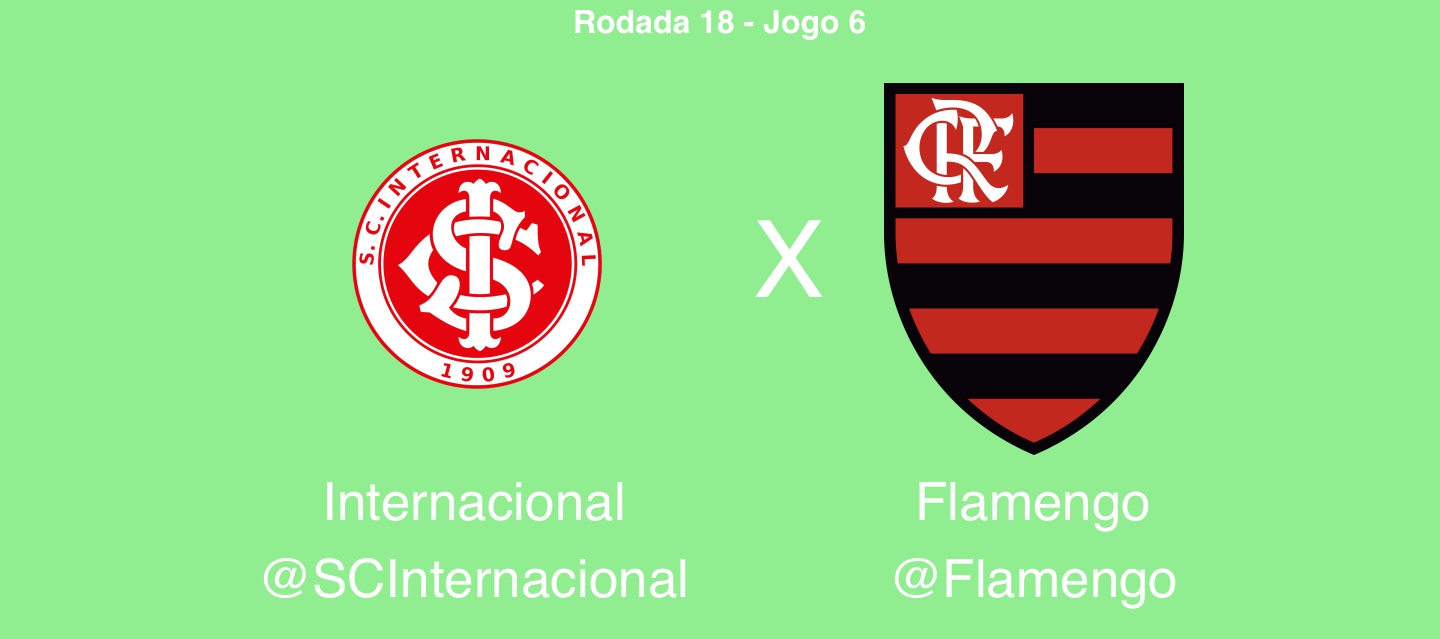 Rodada 18 - Jogo 6
S.C.INTERNACIONAL
1909
X
Internacional
Flamengo
@SCInternacional
@Flamengo